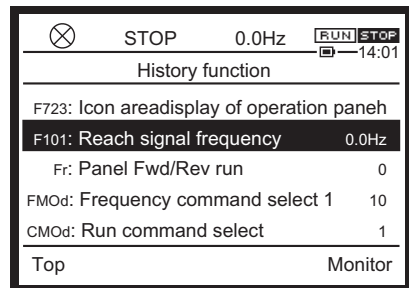 STOP 0.0Hz RUN STOP
14:01
History function
F723: Icon areadisplay of operation paneh
F101: Reach signal frequency 0.0Hz
Fr: Panel Fwd/Rev run 0
FMOd: Frequency command select 1 10
CMOd: Run command select 1
Top Monitor